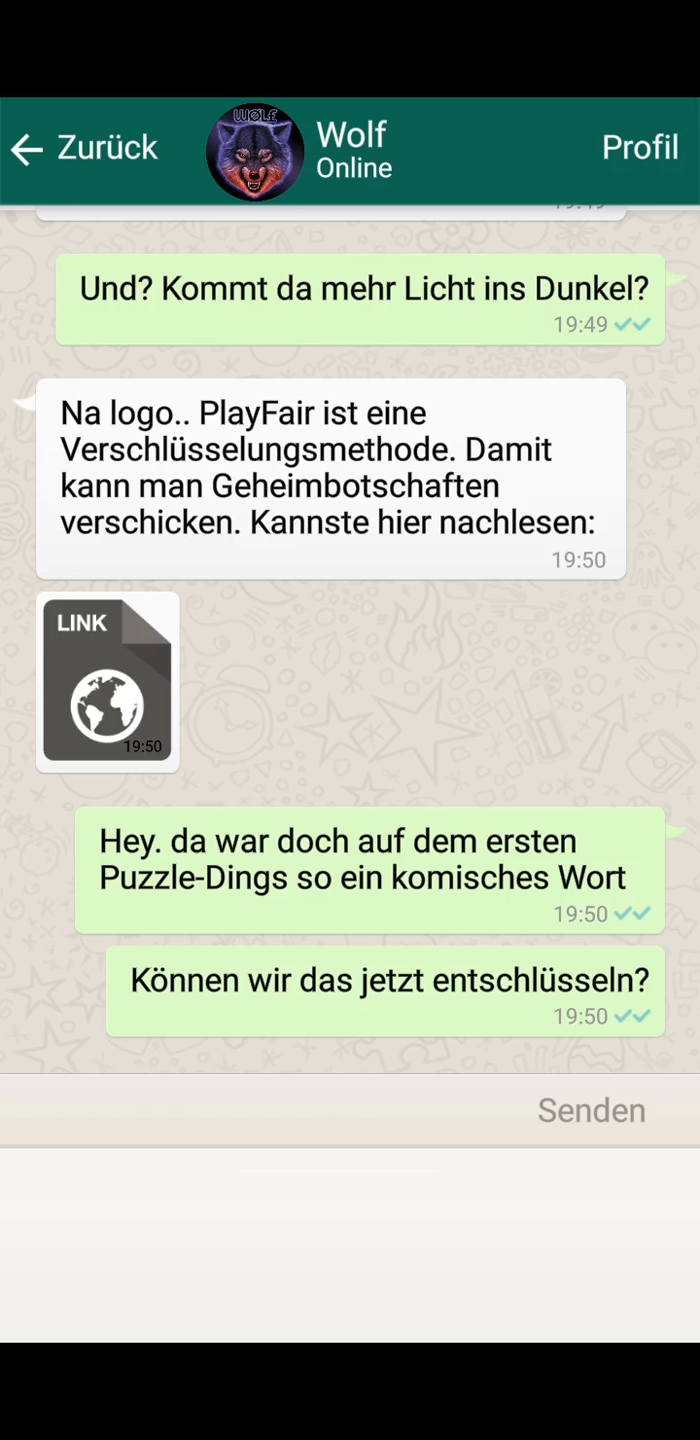 Zurück
WØLF
Wolf
Online
Profil
Und? Kommt da mehr Licht ins Dunkel?
19:49
Na logo.. PlayFair ist eine
Verschlüsselungsmethode. Damit
kann man Geheimbotschaften
verschicken. Kannste hier nachlesen:
19:50
LINK
19:50
Hey. da war doch auf dem ersten
Puzzle-Dings so ein komisches Wort
19:50
Können wir das jetzt entschlüsseln?
19:50
Senden